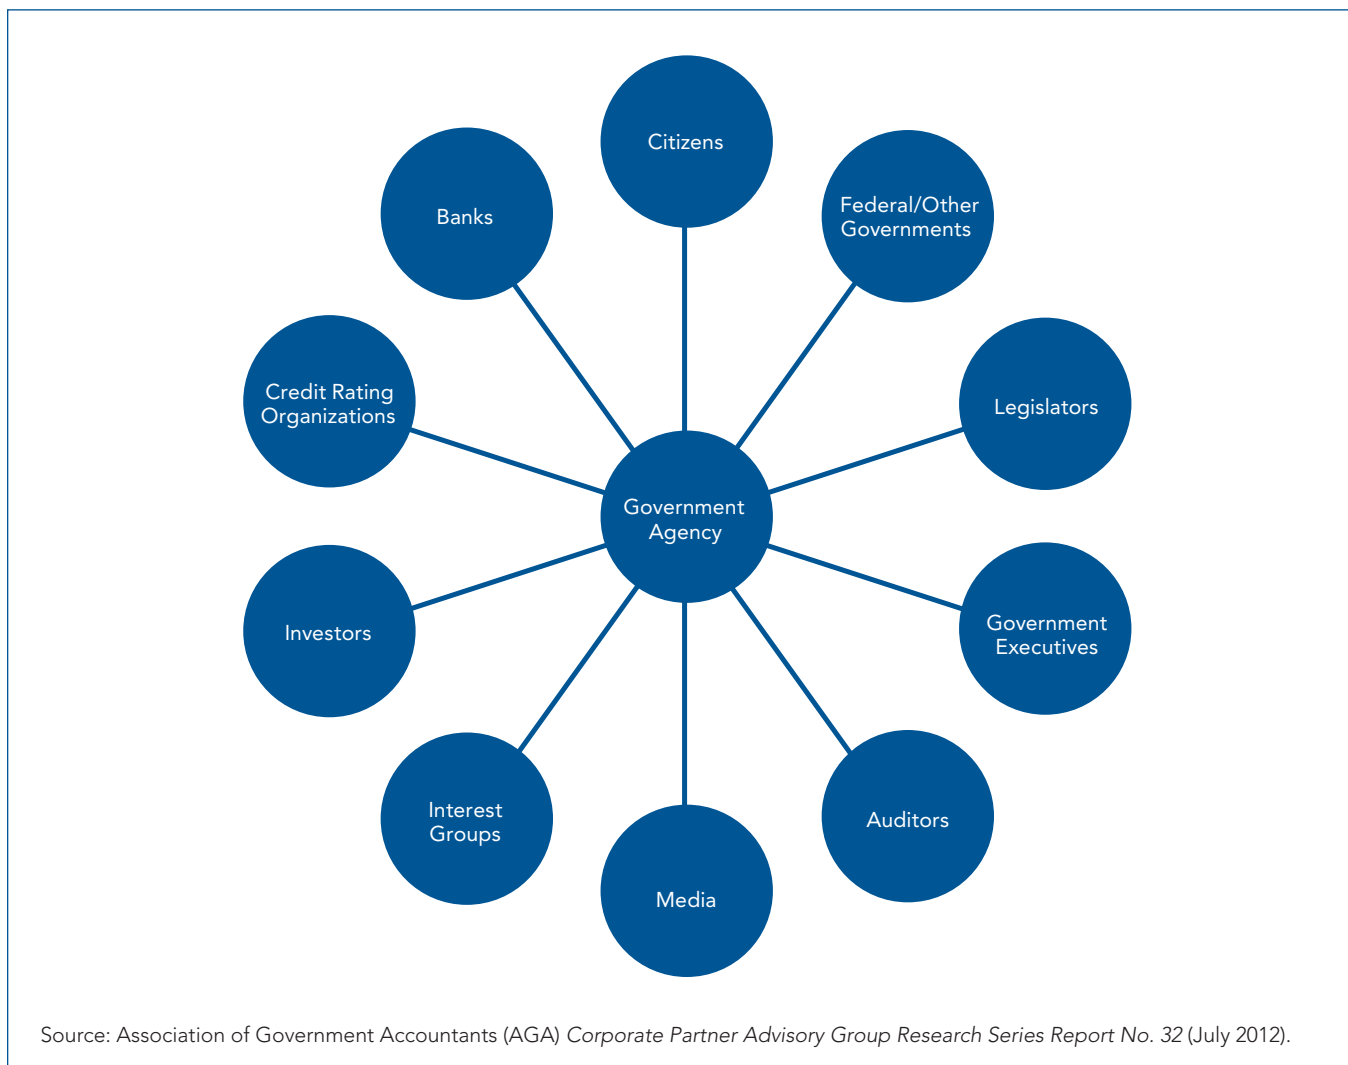 Citizens
Federal/Other
Governments
Banks
Credit Rating
Organizations
Legislators
Government
Agency
Investors
Government
Executives
Interest
Groups
Auditors
Media
Source: Association of Government Accountants (AGA) Corporate Partner Advisory Group Research Series Report No. 32 (July 2012).